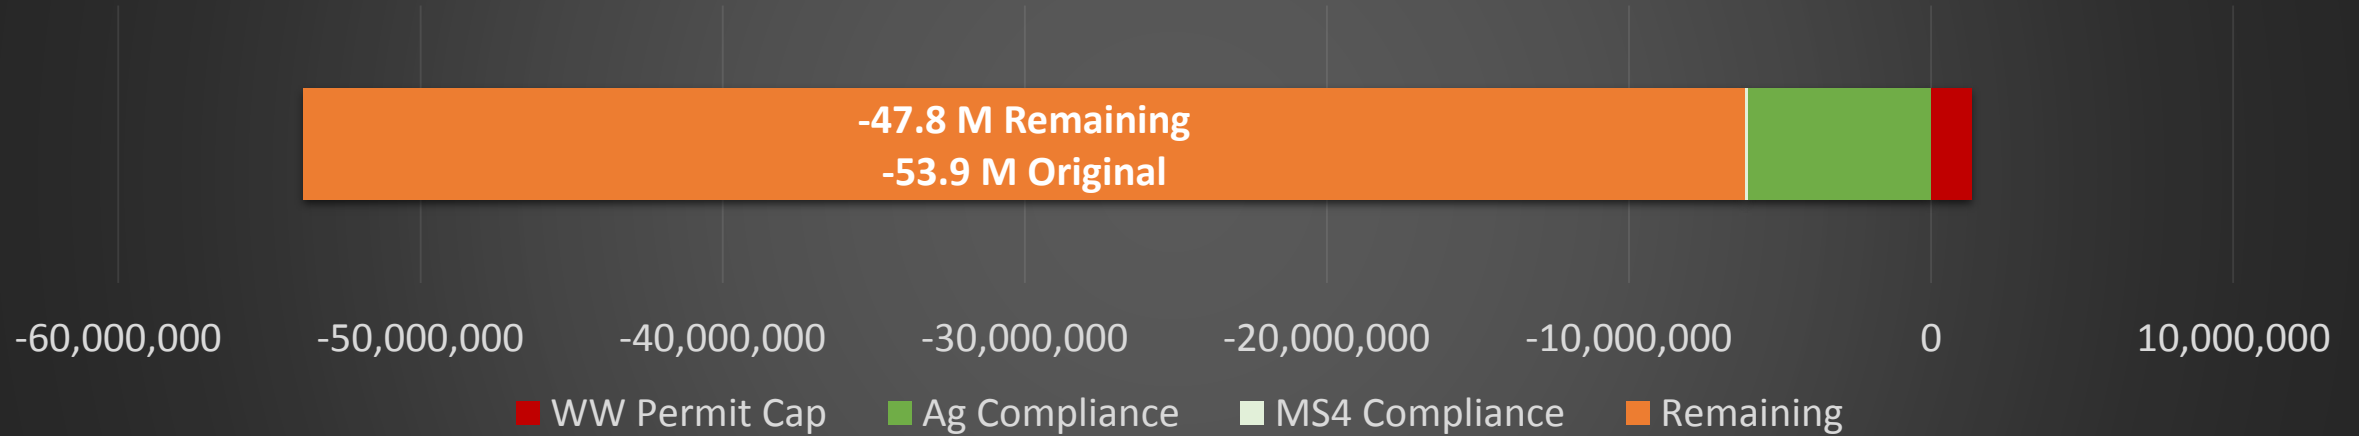 -47.8 M Remaining
-53.9 M Original
-60,000,000 -50,000,000 -40,000,000 -30,000,000 -20,000,000 -10,000,000 0 10,000,000
WW Permit Cap Ag Compliance MS4 Compliance Remaining